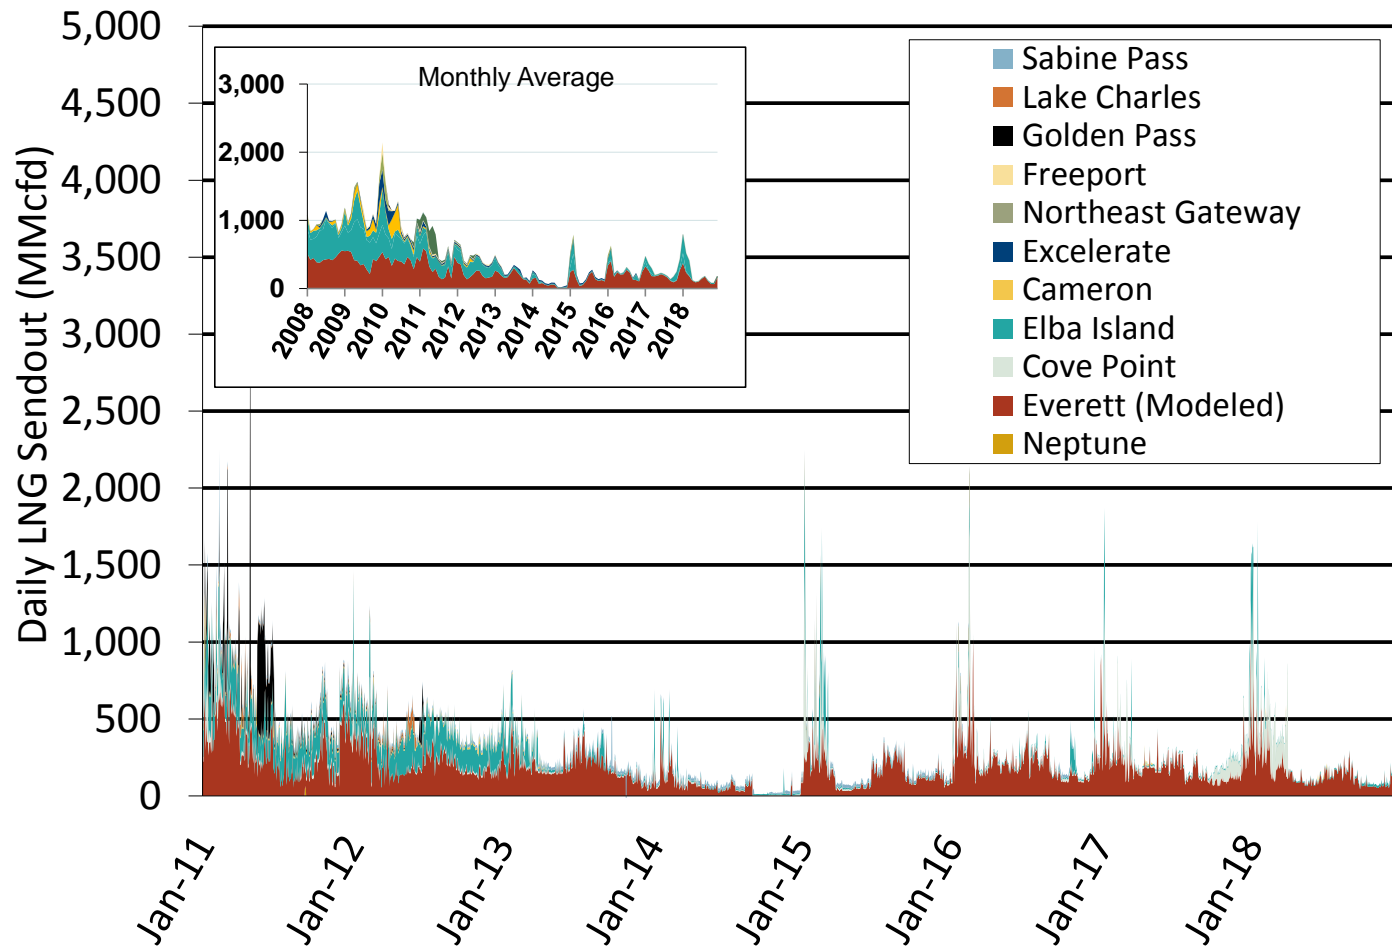 Daily LNG Sendout (MMcfd)
5,000
4,500
4,000
3,500
3,000
2,500
2,000
1,500
1,000
500
0
Jan-11
Jan-12
Jan-13
Jan-14
Jan-15
Jan-16
Jan-17
Jan-18
Monthly Average
3,000
2,000
1,000
0
2008
2009
2010
2011
2012
2013
2014
2015
2016
2017
2018
Sabine Pass
Lake Charles
Golden Pass
Freeport
Northeast Gateway
Excelerate
Cameron
Elba Island
Cove Point
Everett (Modeled)
Neptune